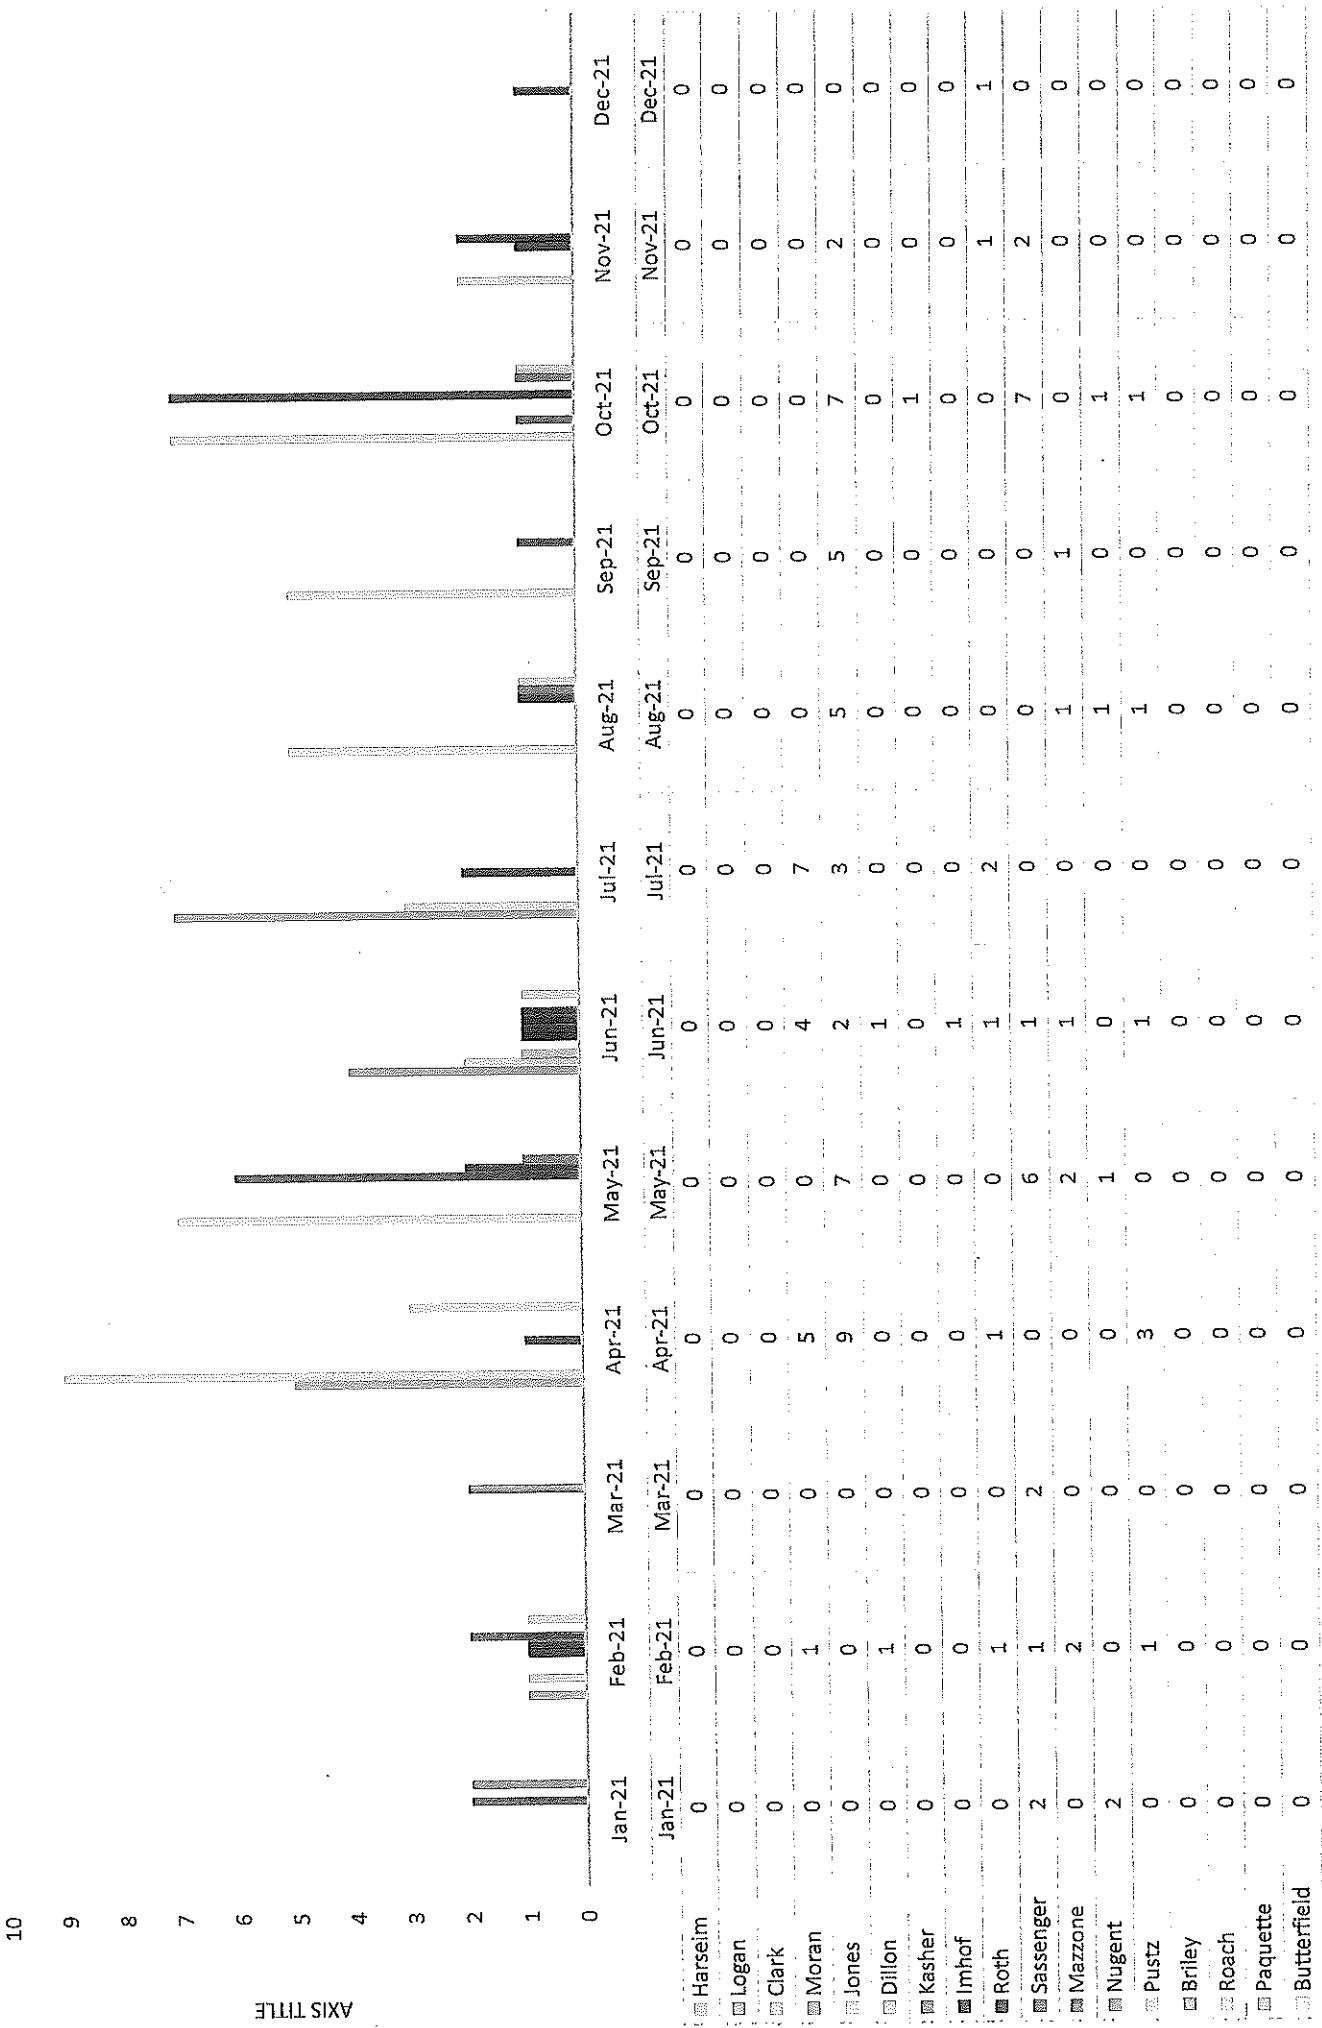 AXIS TITLE
10
9
8
7
6
5
4
3
2
1
0
Jan-21 Feb-21 Mar-21 Apr-21 May-21 Jun-21 Jul-21 Aug-21 Sep-21 Oct-21 Nov-21 Dec-21
Jan-21 Feb-21 Mar-21 Apr-21 May-21 Jun-21 Jul-21 Aug-21 Sep-21 Oct-21 Nov-21 Dec-21
Harseim 0 0 0 0 0 0 0 0 0 0 0 0
Logan 0 0 0 0 0 0 0 0 0 0 0 0
Clark 0 0 0 0 0 0 0 0 0 0 0 0
Moran 0 1 0 5 0 4 7 0 0 0 0 0
Jones 0 0 0 9 7 2 3 5 5 7 2 0
Dillon 0 1 0 0 0 1 0 0 0 0 0 0
Kasher 0 0 0 0 0 0 0 0 0 1 0 0
Imhof 0 0 0 0 0 1 0 0 0 0 0 0
Roth 0 1 0 1 0 1 2 0 0 0 1 1
Sassenger 2 1 2 0 6 1 0 0 0 7 2 0
Mazzone 0 2 0 0 2 1 0 1 1 0 0 0
Nugent 2 0 0 0 1 0 0 1 0 1 0 0
Pustz 0 1 0 3 0 1 0 1 0 1 0 0
Briley 0 0 0 0 0 0 0 0 0 0 0 0
Roach 0 0 0 0 0 0 0 0 0 0 0 0
Paquette 0 0 0 0 0 0 0 0 0 0 0 0
Butterfield 0 0 0 0 0 0 0 0 0 0 0 0